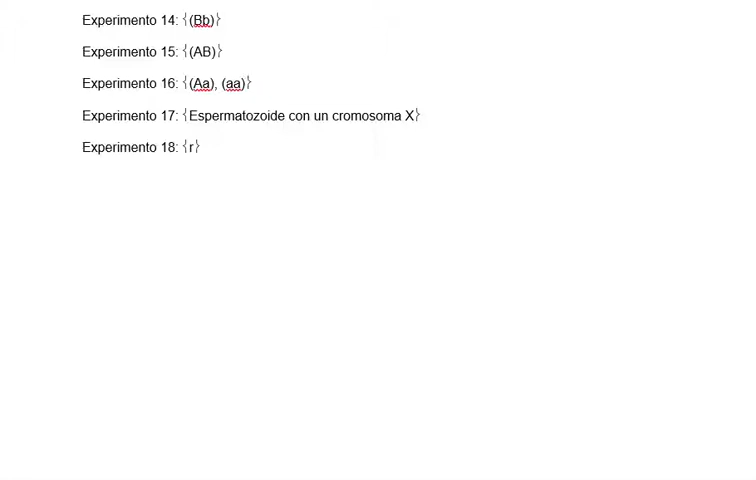 Experimento 14: {(Bb)}
Experimento 15: {(AB)}
Experimento 16: {(Aa), (aa)}
Experimento 17: {Espermatozoide con un cromosoma X}
Experimento 18: {r}